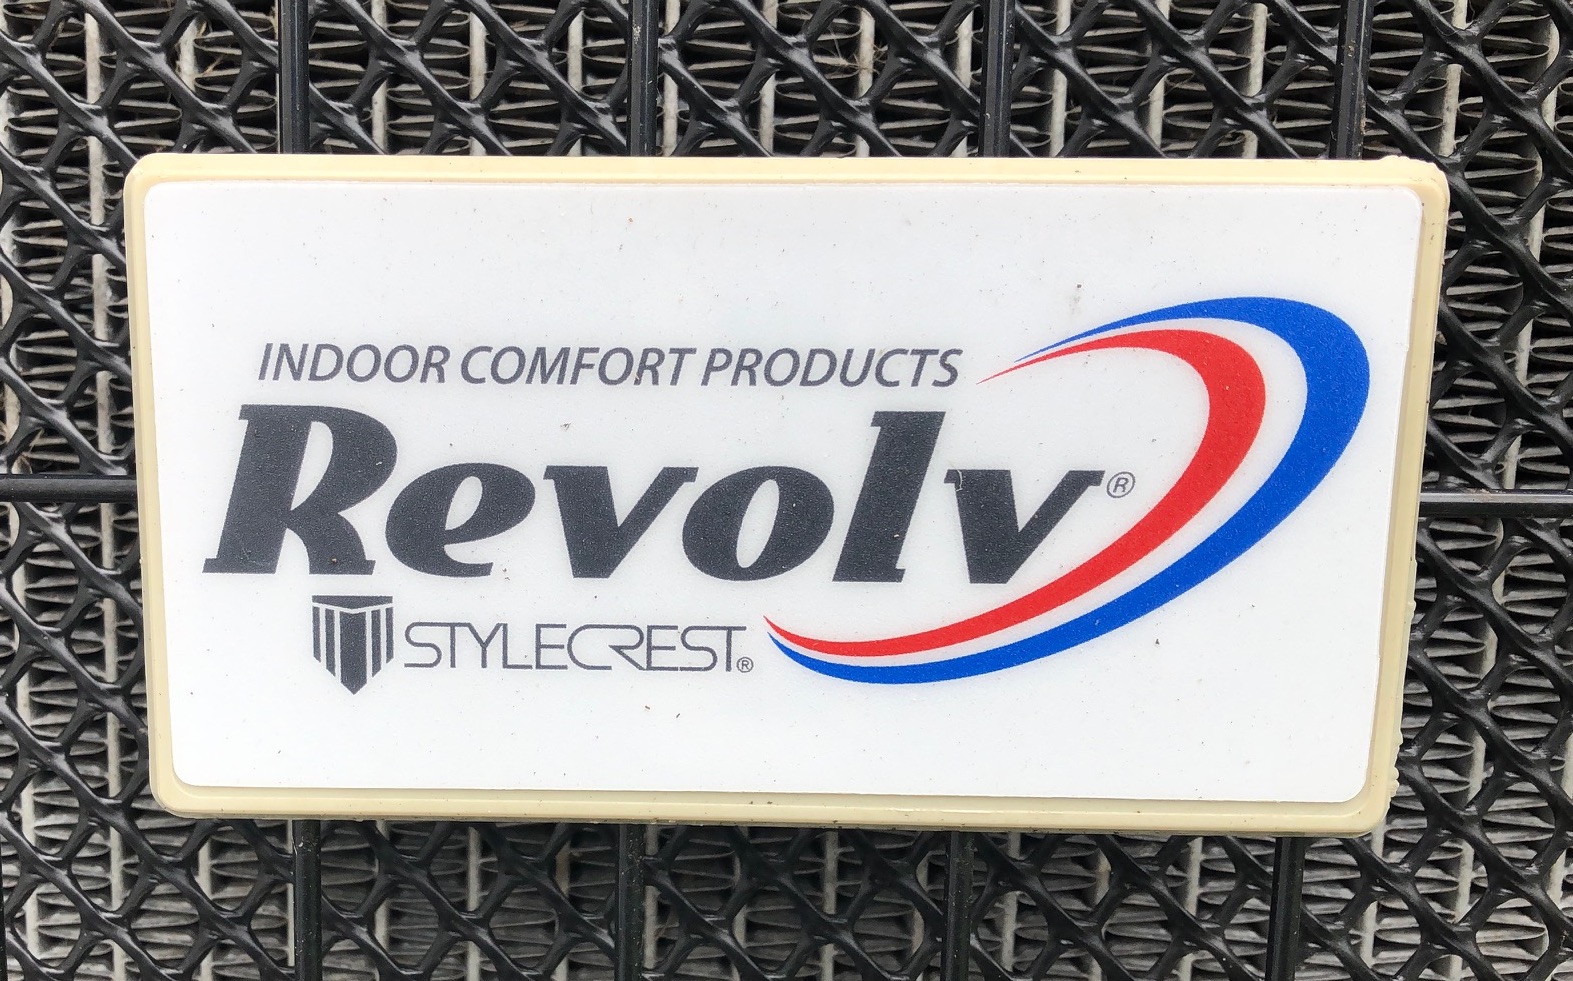 INDOOR COMFORT PRODUCTS
Revolv®
STYLECREST®